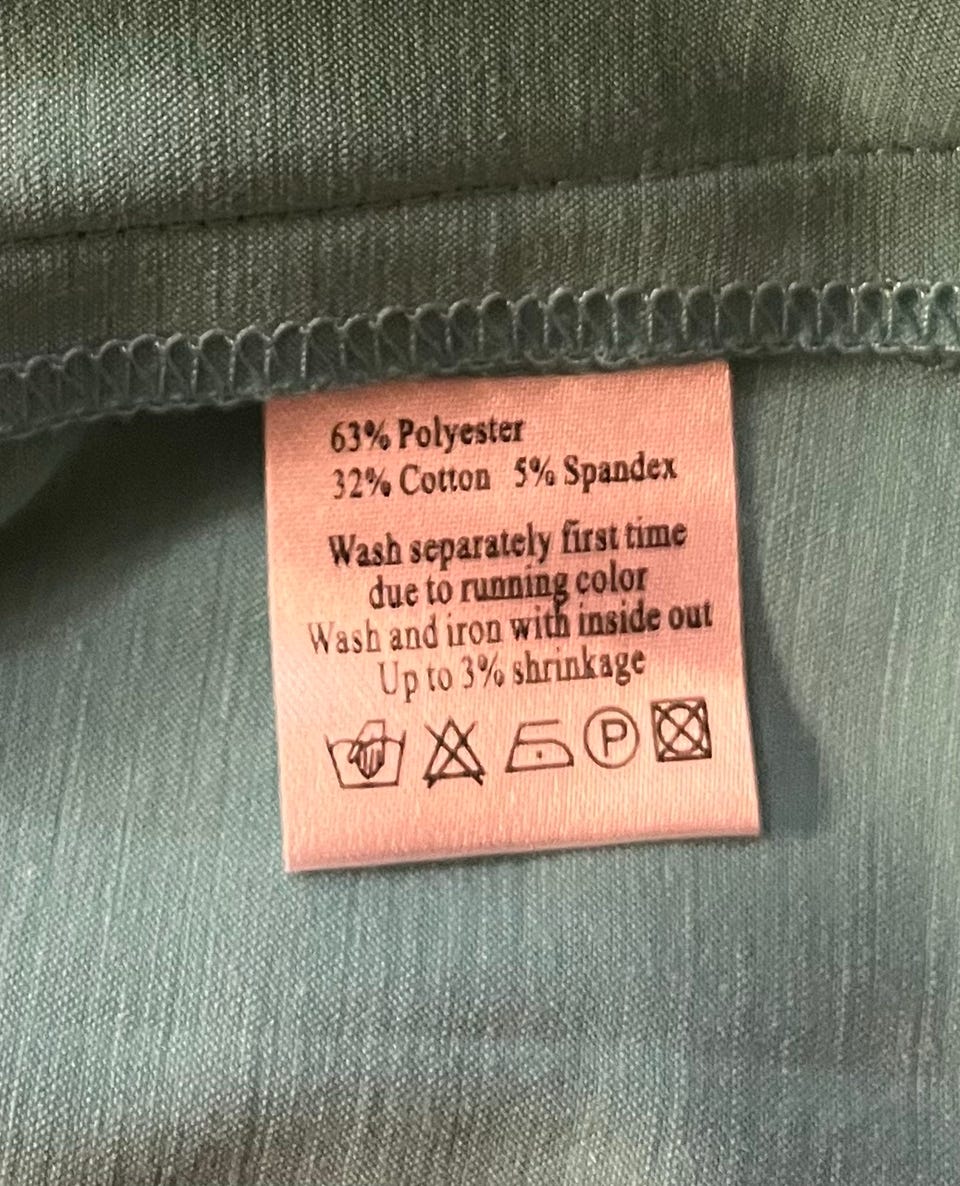 63% Polyester
32% Cotton 5% Spandex
Wash separately first time
due to running color
Wash and iron with inside out
Up to 3% shrinkage
P